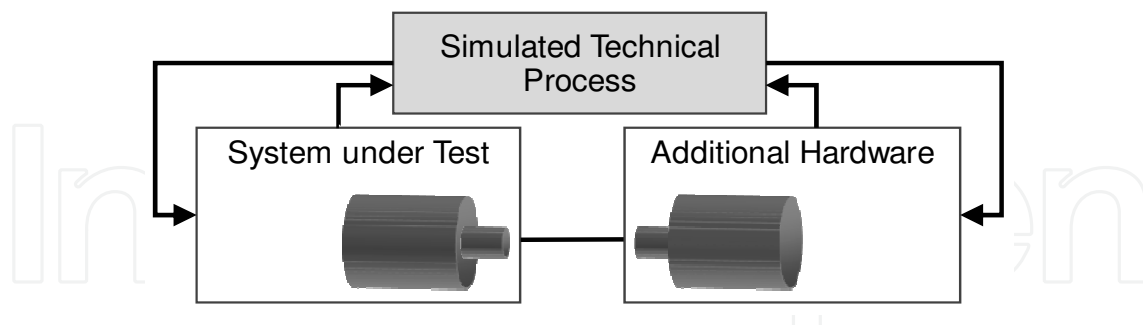 Simulated Technical
Process
System under Test
Additional Hardware